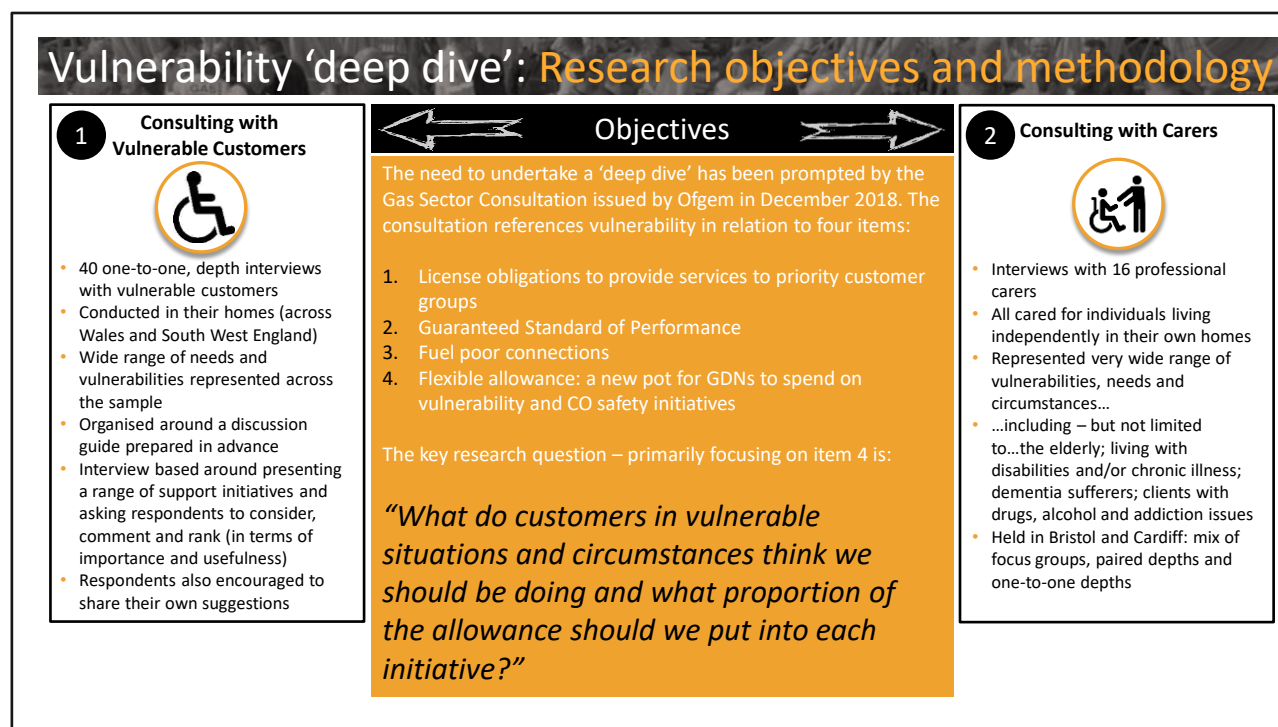 Vulnerability ‘deep dive’: Research objectives and methodology
1
Consulting with
Vulnerable Customers
• 40 one-to-one, depth interviews
with vulnerable customers
• Conducted in their homes (across
Wales and South West England)
• Wide range of needs and
vulnerabilities represented across
the sample
• Organised around a discussion
guide prepared in advance
• Interview based around presenting
a range of support initiatives and
asking respondents to consider,
comment and rank (in terms of
importance and usefulness)
• Respondents also encouraged to
share their own suggestions
Objectives
The need to undertake a ‘deep dive’ has been prompted by the
Gas Sector Consultation issued by Ofgem in December 2018. The
consultation references vulnerability in relation to four items:
1. License obligations to provide services to priority customer
groups
2. Guaranteed Standard of Performance
3. Fuel poor connections
4. Flexible allowance: a new pot for GDNs to spend on
vulnerability and CO safety initiatives
The key research question – primarily focusing on item 4 is:
“What do customers in vulnerable
situations and circumstances think we
should be doing and what proportion of
the allowance should we put into each
initiative?”
2
Consulting with Carers
• Interviews with 16 professional
carers
• All cared for individuals living
independently in their own homes
• Represented very wide range of
vulnerabilities, needs and
circumstances…
• …including – but not limited
to…the elderly; living with
disabilities and/or chronic illness;
dementia sufferers; clients with
drugs, alcohol and addiction issues
• Held in Bristol and Cardiff: mix of
focus groups, paired depths and
one-to-one depths